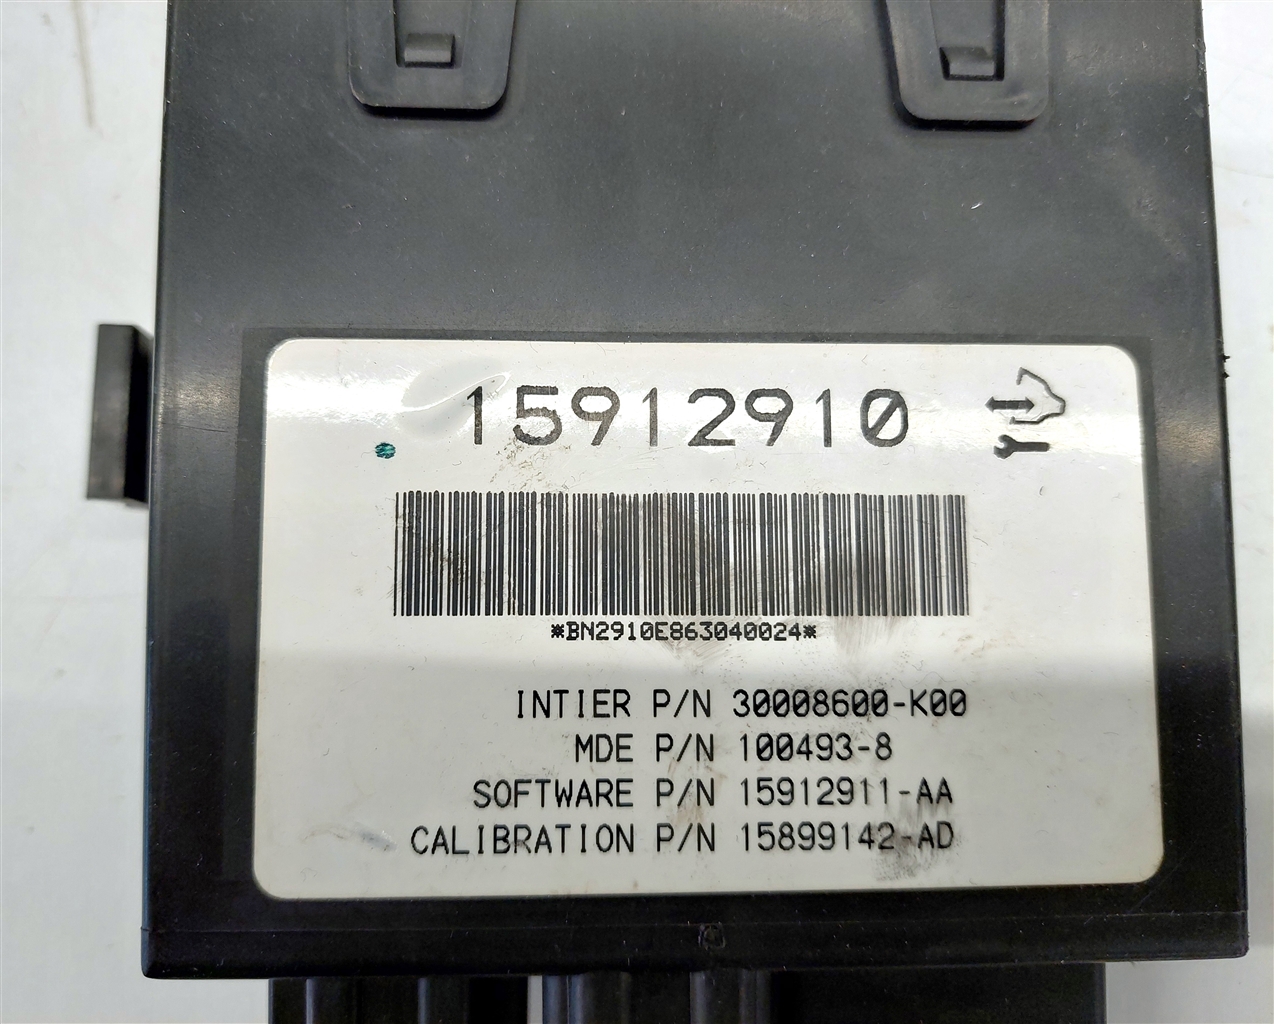 15912910
*BN2910E863040024*
INTIER P/N 30008600-K00
MDE P/N 100493-8
SOFTWARE P/N 15912911-AA
CALIBRATION P/N 15899142-AD